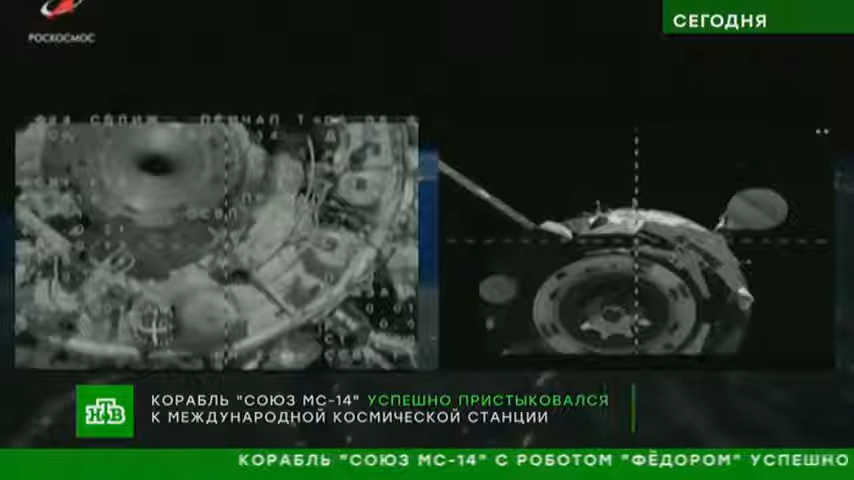 РОСКОСМОС
СЕГОДНЯ
НТВ
КОРАБЛЬ "СОЮЗ МС-14" УСПЕШНО ПРИСТЫКОВАЛСЯ
К МЕЖДУНАРОДНОЙ КОСМИЧЕСКОЙ СТАНЦИИ
КОРАБЛЬ "СОЮЗ МС-14" С РОБОТОМ "ФЁДОРОМ" УСПЕШНО